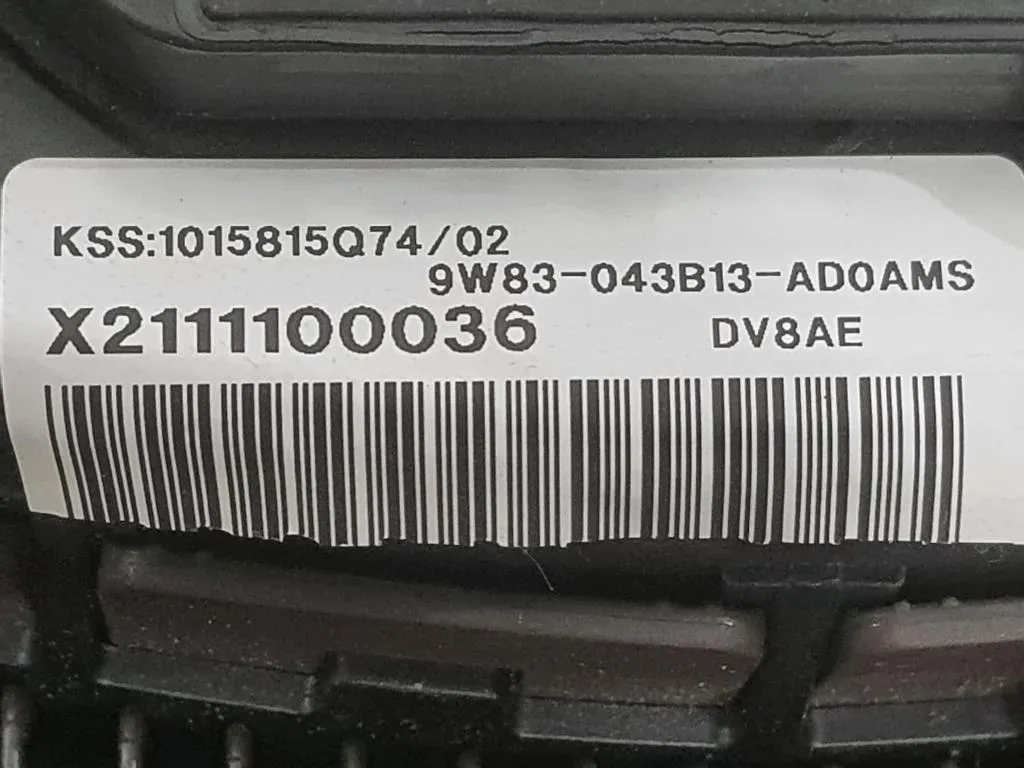 KSS:1015815Q74/02
9W83-043B13-AD0AMS
X2111100036 DV8AE